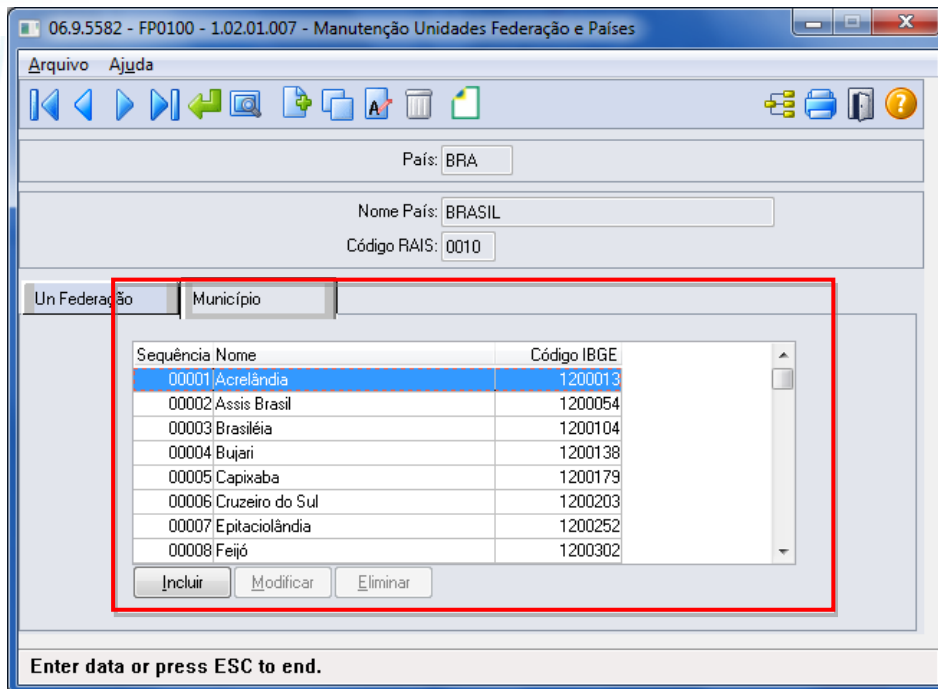 06.9.5582 - FP0100 - 1.02.01.007 - Manutenção Unidades Federação e Países
Arquivo Ajuda
País: BRA
Nome País: BRASIL
Código RAIS: 0010
Un Federação Município
Sequência Nome Código IBGE
00001 Acrelândia 1200013
00002 Assis Brasil 1200054
00003 Brasiléia 1200104
00004 Bujari 1200138
00005 Capixaba 1200179
00006 Cruzeiro do Sul 1200203
00007 Epitaciolândia 1200252
00008 Feijó 1200302
Incluir Modificar Eliminar
Enter data or press ESC to end.